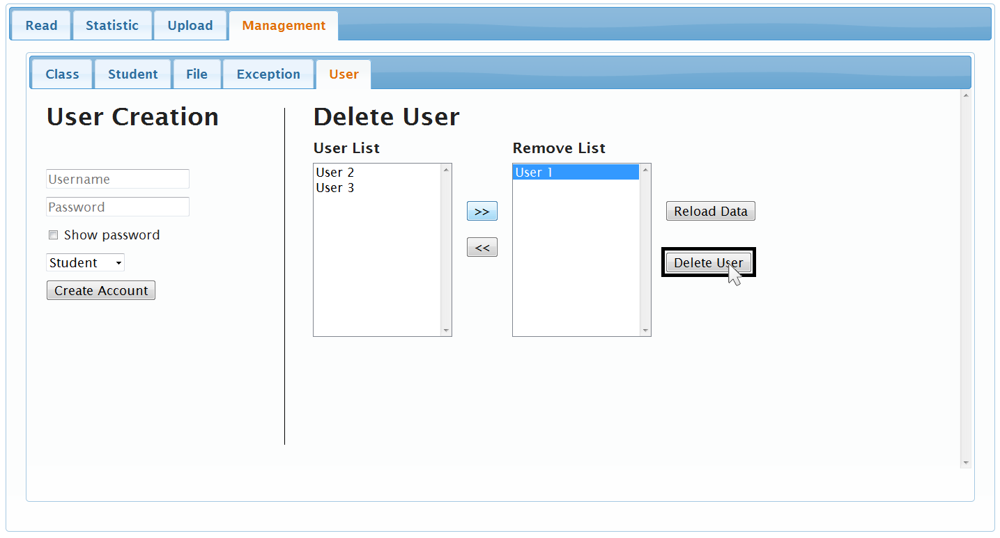 Read Statistic Upload Management
Class Student File Exception User
User Creation
Username
Password
Show password
Student
Create Account
Delete User
User List
User 2
User 3
>>
<<
Remove List
User 1
Reload Data
Delete User